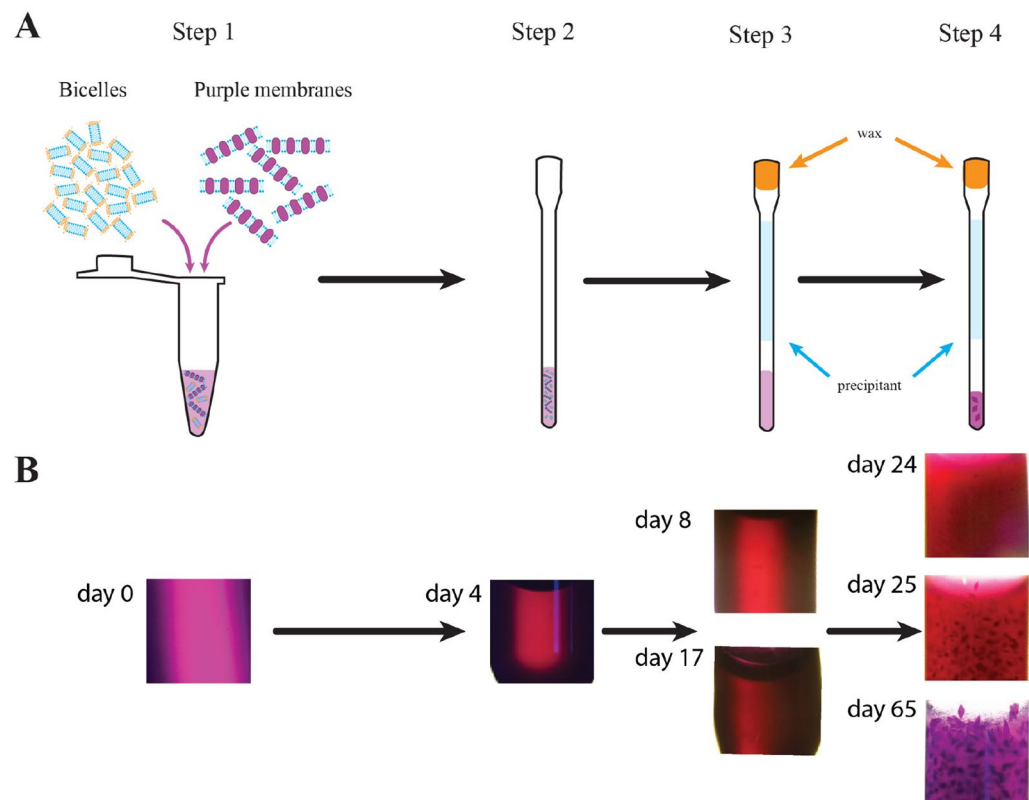 A
Step 1
Step 2
Step 3
Step 4
Bicelles
Purple membranes
wax
precipitant
B
day 0
day 4
day 8
day 17
day 24
day 25
day 65